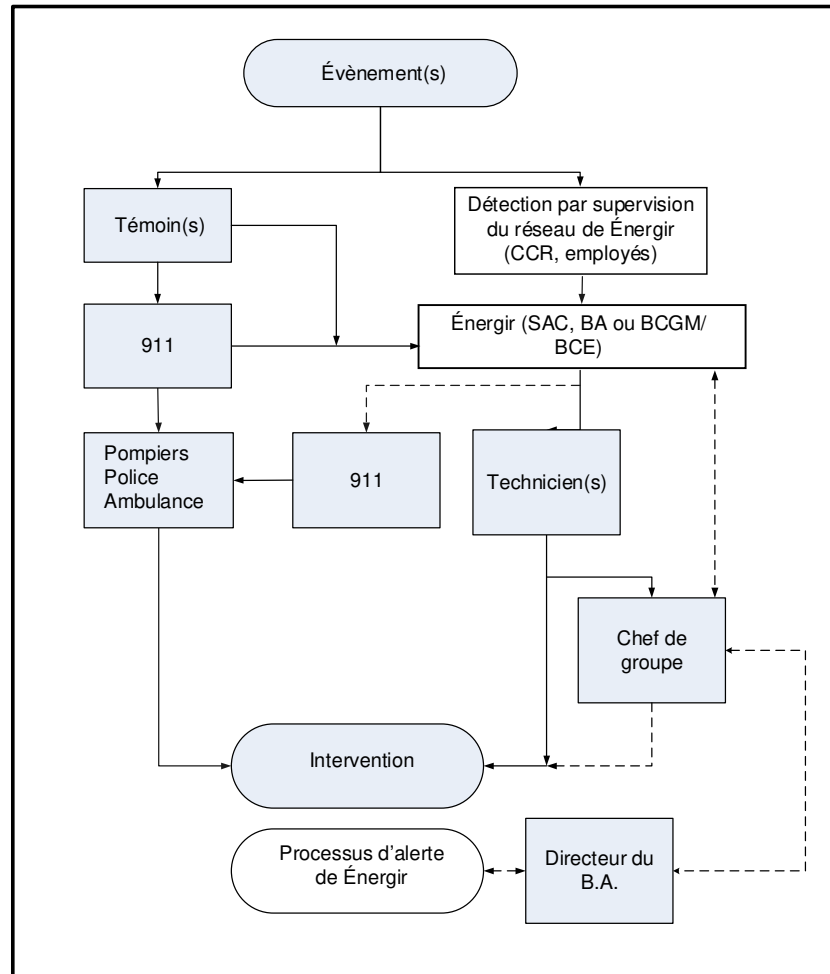 Évènement(s)
Témoin(s)
Détection par supervision
du réseau de Énergir
(CCR, employés)
911
Énergir (SAC, BA ou BCGM/
BCE)
Pompiers
Police
Ambulance
911
Technicien(s)
Chef de
groupe
Intervention
Processus d'alerte
de Énergir
Directeur du
B.A.